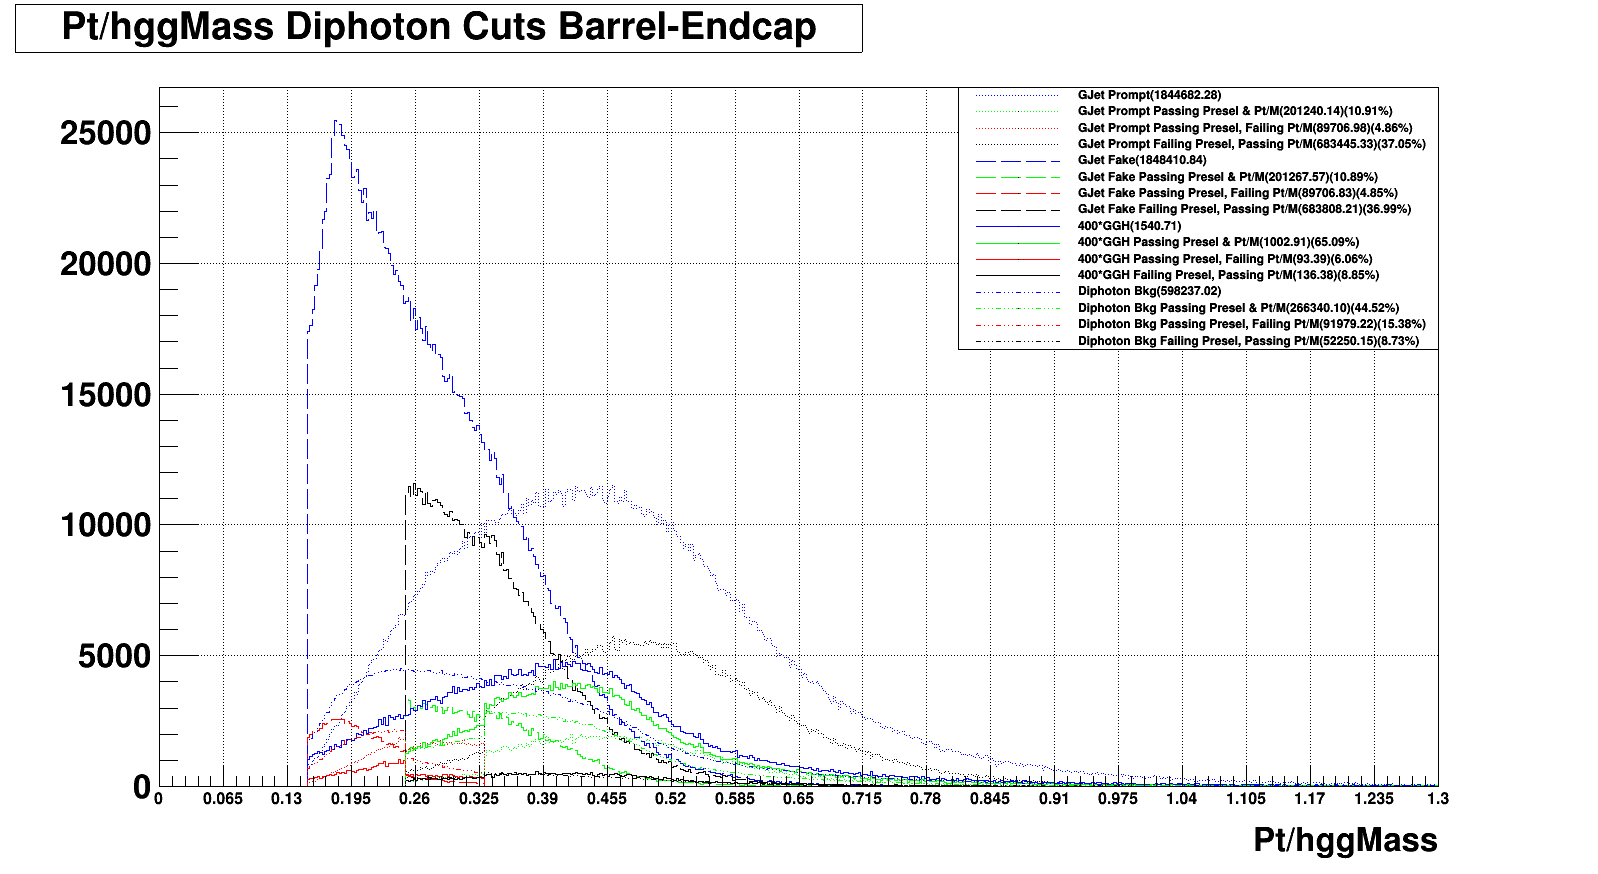 Pt/hggMass Diphoton Cuts Barrel-Endcap
GJet Prompt(1844682.28)
GJet Prompt Passing Presel & Pt/M(201240.14)(10.91%)
GJet Prompt Passing Presel, Failing Pt/M(89706.98)(4.86%)
GJet Prompt Failing Presel, Passing Pt/M(683445.33)(37.05%)
GJet Fake(1848410.84)
GJet Fake Passing Presel & Pt/M(201267.57)(10.89%)
GJet Fake Passing Presel, Failing Pt/M(89706.83)(4.85%)
GJet Fake Failing Presel, Passing Pt/M(683808.21)(36.99%)
400*GGH(1540.71)
400*GGH Passing Presel & Pt/M(1002.91)(65.09%)
400*GGH Passing Presel, Failing Pt/M(93.39)(6.06%)
400*GGH Failing Presel, Passing Pt/M(136.38)(8.85%)
Diphoton Bkg(598237.02)
Diphoton Bkg Passing Presel & Pt/M(266340.10)(44.52%)
Diphoton Bkg Passing Presel, Failing Pt/M(91979.22)(15.38%)
Diphoton Bkg Failing Presel, Passing Pt/M(52250.15)(8.73%)
25000
20000
15000
10000
5000
0
0 0.065 0.13 0.195 0.26 0.325 0.39 0.455 0.52 0.585 0.65 0.715 0.78 0.845 0.91 0.975 1.04 1.105 1.17 1.235 1.3
Pt/hggMass